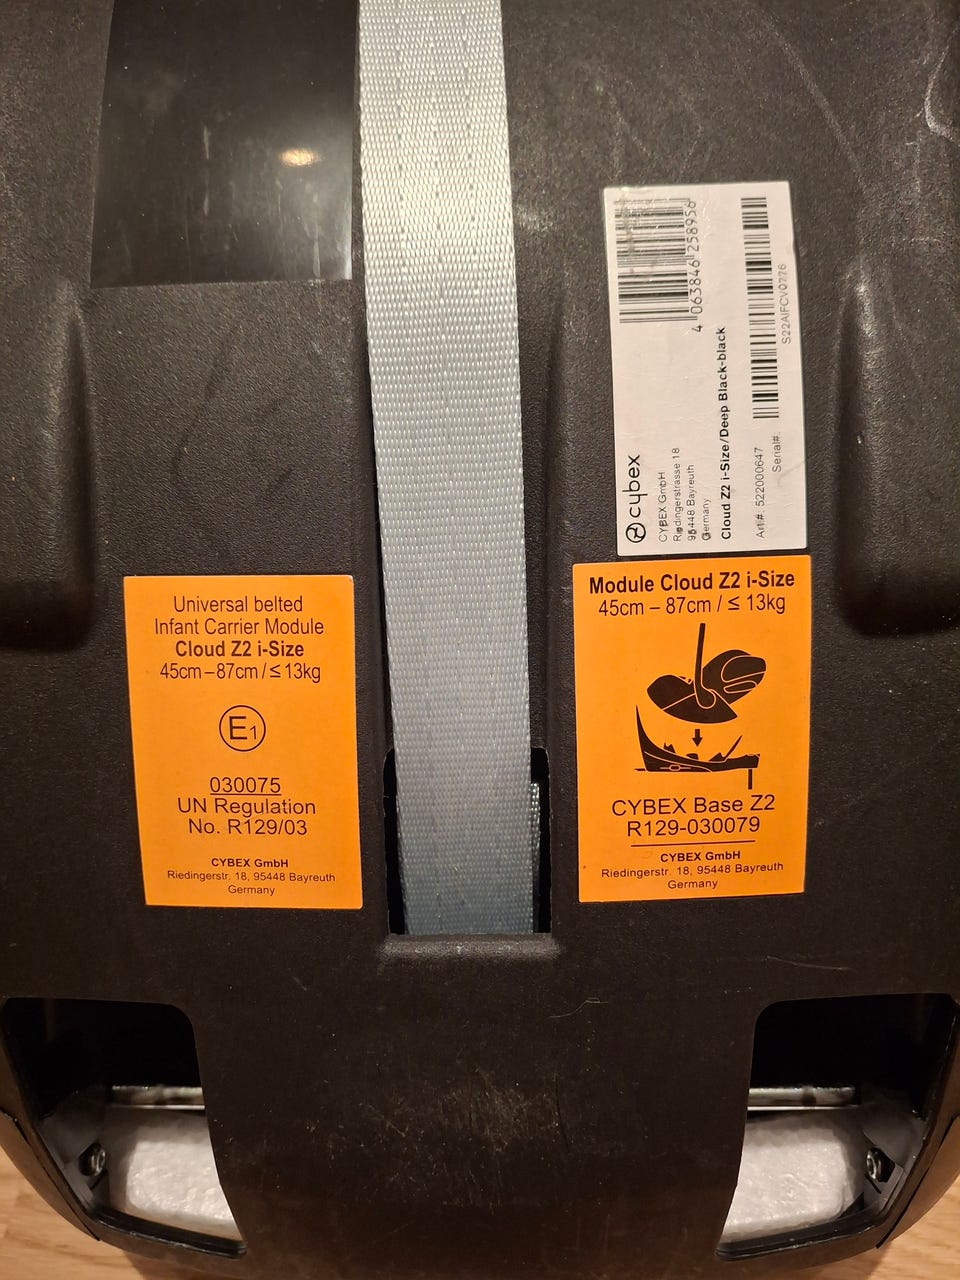 4 063846 258956
cybex
CYBEX GmbH
Riedingerstrasse 18
95448 Bayreuth
Germany
Cloud Z2 i-Size/Deep Black-black
Art.#: 522000647
Serial#:
S22AIFCV0776
Universal belted
Infant Carrier Module
Cloud Z2 i-Size
45cm – 87cm / ≤ 13kg
E1
030075
UN Regulation
No. R129/03
CYBEX GmbH
Riedingerstr. 18, 95448 Bayreuth
Germany
Module Cloud Z2 i-Size
45cm – 87cm / ≤ 13kg
CYBEX Base Z2
R129-030079
CYBEX GmbH
Riedingerstr. 18, 95448 Bayreuth
Germany